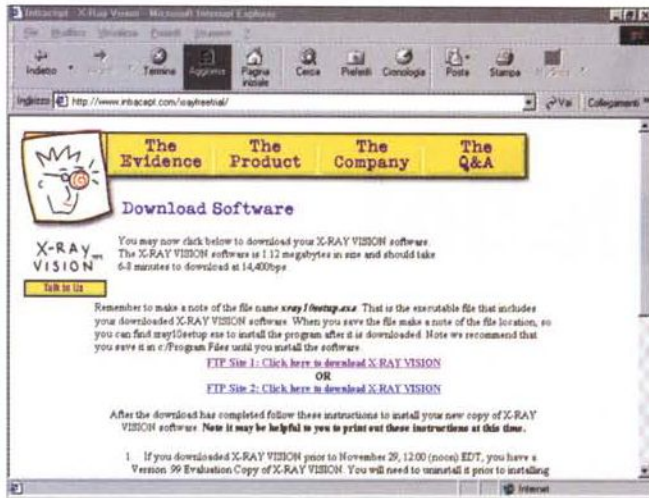 Intracept - X-Ray Vision - Microsoft Internet Explorer
File Modifica Visualizza Preferiti Strumenti ?
Indietro Termina Aggiorna Pagina iniziale Cerca Preferiti Cronologia Posta Stampa
Indirizzo http://www.intracept.com/xrayfreetrial/ Vai Collegamenti
The Evidence
The Product
The Company
The Q&A
Download Software
X-RAY VISION
Talk to Us
You may now click below to download your X-RAY VISION software.
The X-RAY VISION software is 1.12 megabytes in size and should take
6-8 minutes to download at 14,400bps.
Remember to make a note of the file name xray10setup.exe. That is the executable file that includes
your downloaded X-RAY VISION software. When you save the file make a note of the file location, so
you can find xray10setup.exe to install the program after it is downloaded. Note we recommend that
you save it in c:/Program Files until you install the software.
FTP Site 1: Click here to download X-RAY VISION
OR
FTP Site 2: Click here to download X-RAY VISION
After the download has completed follow these instructions to install your new copy of X-RAY
VISION software. Note it may be helpful to you to print out these instructions at this time.
1. If you downloaded X-RAY VISION prior to November 29, 12:00 (noon) EDT, you have a
Version .99 Evaluation Copy of X-RAY VISION. You will need to uninstall it prior to installing
Internet